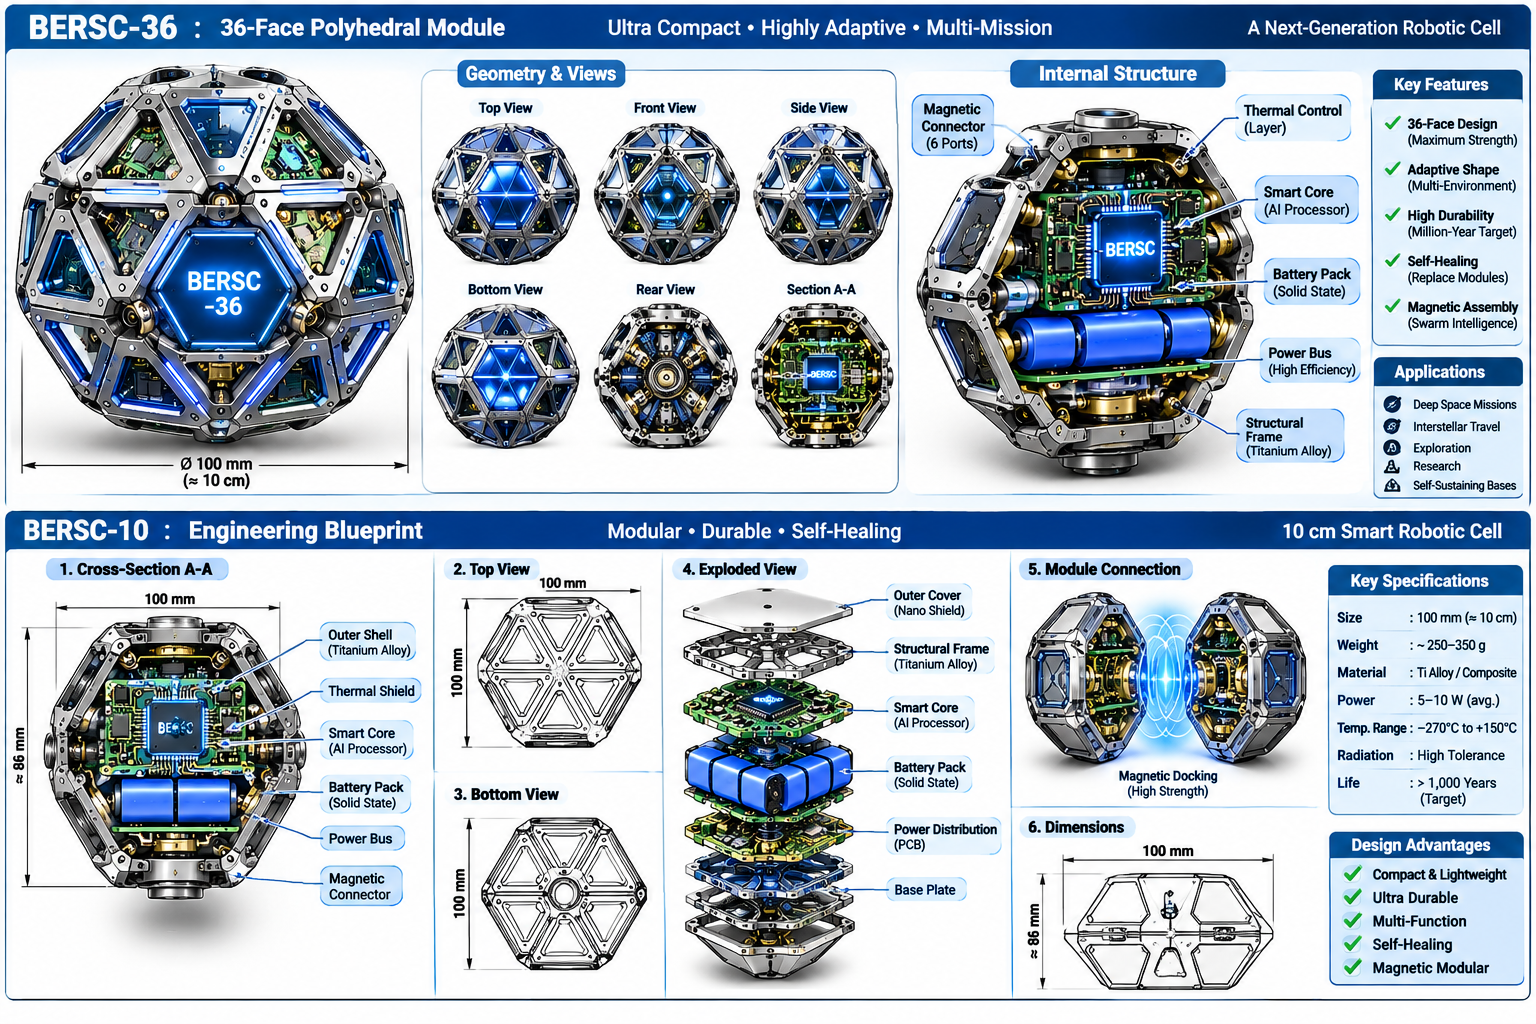 BERSC-36 : 36-Face Polyhedral Module
Ultra Compact • Highly Adaptive • Multi-Mission
A Next-Generation Robotic Cell
BERSC
-36
Ø 100 mm
(≈ 10 cm)
Geometry & Views
Top View
Front View
Side View
Bottom View
Rear View
Section A-A
BERSC
Internal Structure
Magnetic
Connector
(6 Ports)
Thermal Control
(Layer)
Smart Core
(AI Processor)
BERSC
Battery Pack
(Solid State)
Power Bus
(High Efficiency)
Structural
Frame
(Titanium Alloy)
Key Features
36-Face Design
(Maximum Strength)
Adaptive Shape
(Multi-Environment)
High Durability
(Million-Year Target)
Self-Healing
(Replace Modules)
Magnetic Assembly
(Swarm Intelligence)
Applications
Deep Space Missions
Interstellar Travel
Exploration
Research
Self-Sustaining Bases
BERSC-10 : Engineering Blueprint
Modular • Durable • Self-Healing
10 cm Smart Robotic Cell
1. Cross-Section A-A
100 mm
≈ 86 mm
BERSC
Outer Shell
(Titanium Alloy)
Thermal Shield
Smart Core
(AI Processor)
Battery Pack
(Solid State)
Power Bus
Magnetic
Connector
2. Top View
100 mm
100 mm
3. Bottom View
100 mm
4. Exploded View
Outer Cover
(Nano Shield)
Structural Frame
(Titanium Alloy)
Smart Core
(AI Processor)
Battery Pack
(Solid State)
Power Distribution
(PCB)
Base Plate
5. Module Connection
Magnetic Docking
(High Strength)
6. Dimensions
100 mm
≈ 86 mm
Key Specifications
Size : 100 mm (≈ 10 cm)
Weight : ~ 250–350 g
Material : Ti Alloy / Composite
Power : 5–10 W (avg.)
Temp. Range : −270°C to +150°C
Radiation : High Tolerance
Life : > 1,000 Years
(Target)
Design Advantages
Compact & Lightweight
Ultra Durable
Multi-Function
Self-Healing
Magnetic Modular